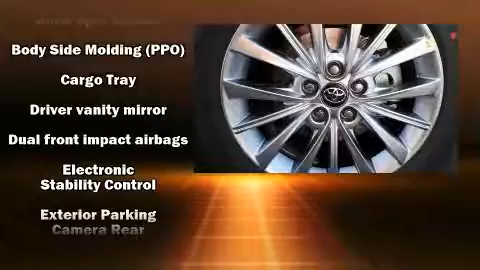 Body Side Molding (PPO)
Cargo Tray
Driver vanity mirror
Dual front impact airbags
Electronic
Stability Control
Exterior Parking
Camera Rear